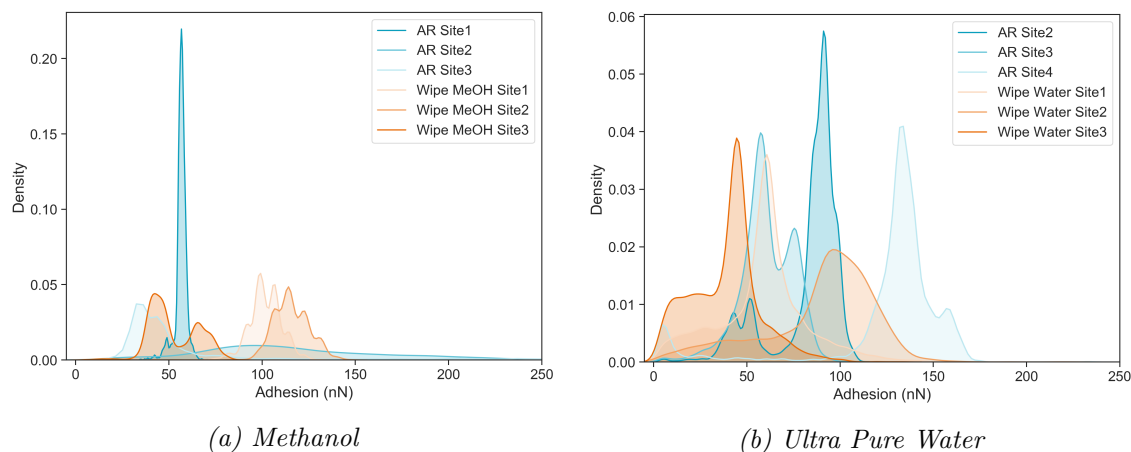 AR Site1
AR Site2
AR Site3
Wipe MeOH Site1
Wipe MeOH Site2
Wipe MeOH Site3
0.20
0.15
0.10
0.05
0.00
Density
0 50 100 150 200 250
Adhesion (nN)
(a) Methanol
AR Site2
AR Site3
AR Site4
Wipe Water Site1
Wipe Water Site2
Wipe Water Site3
0.06
0.05
0.04
0.03
0.02
0.01
0.00
Density
0 50 100 150 200 250
Adhesion (nN)
(b) Ultra Pure Water